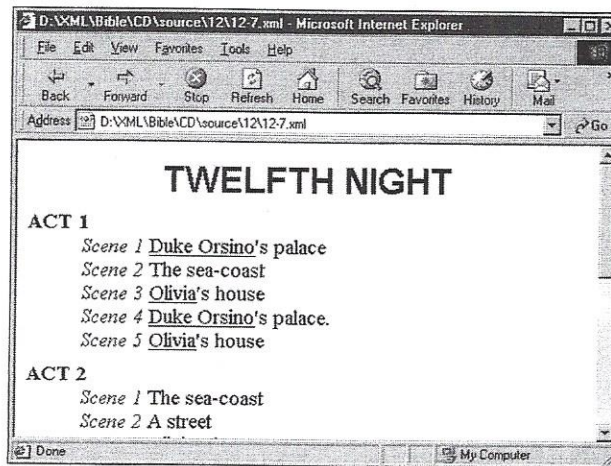 D:\XML\Bible\CD\source\12\12-7.xml - Microsoft Internet Explorer
File Edit View Favorites Tools Help
Back Forward Stop Refresh Home Search Favorites History Mail
Address D:\XML\Bible\CD\source\12\12-7.xml Go
TWELFTH NIGHT
ACT 1
Scene 1 Duke Orsino's palace
Scene 2 The sea-coast
Scene 3 Olivia's house
Scene 4 Duke Orsino's palace.
Scene 5 Olivia's house
ACT 2
Scene 1 The sea-coast
Scene 2 A street
Done My Computer